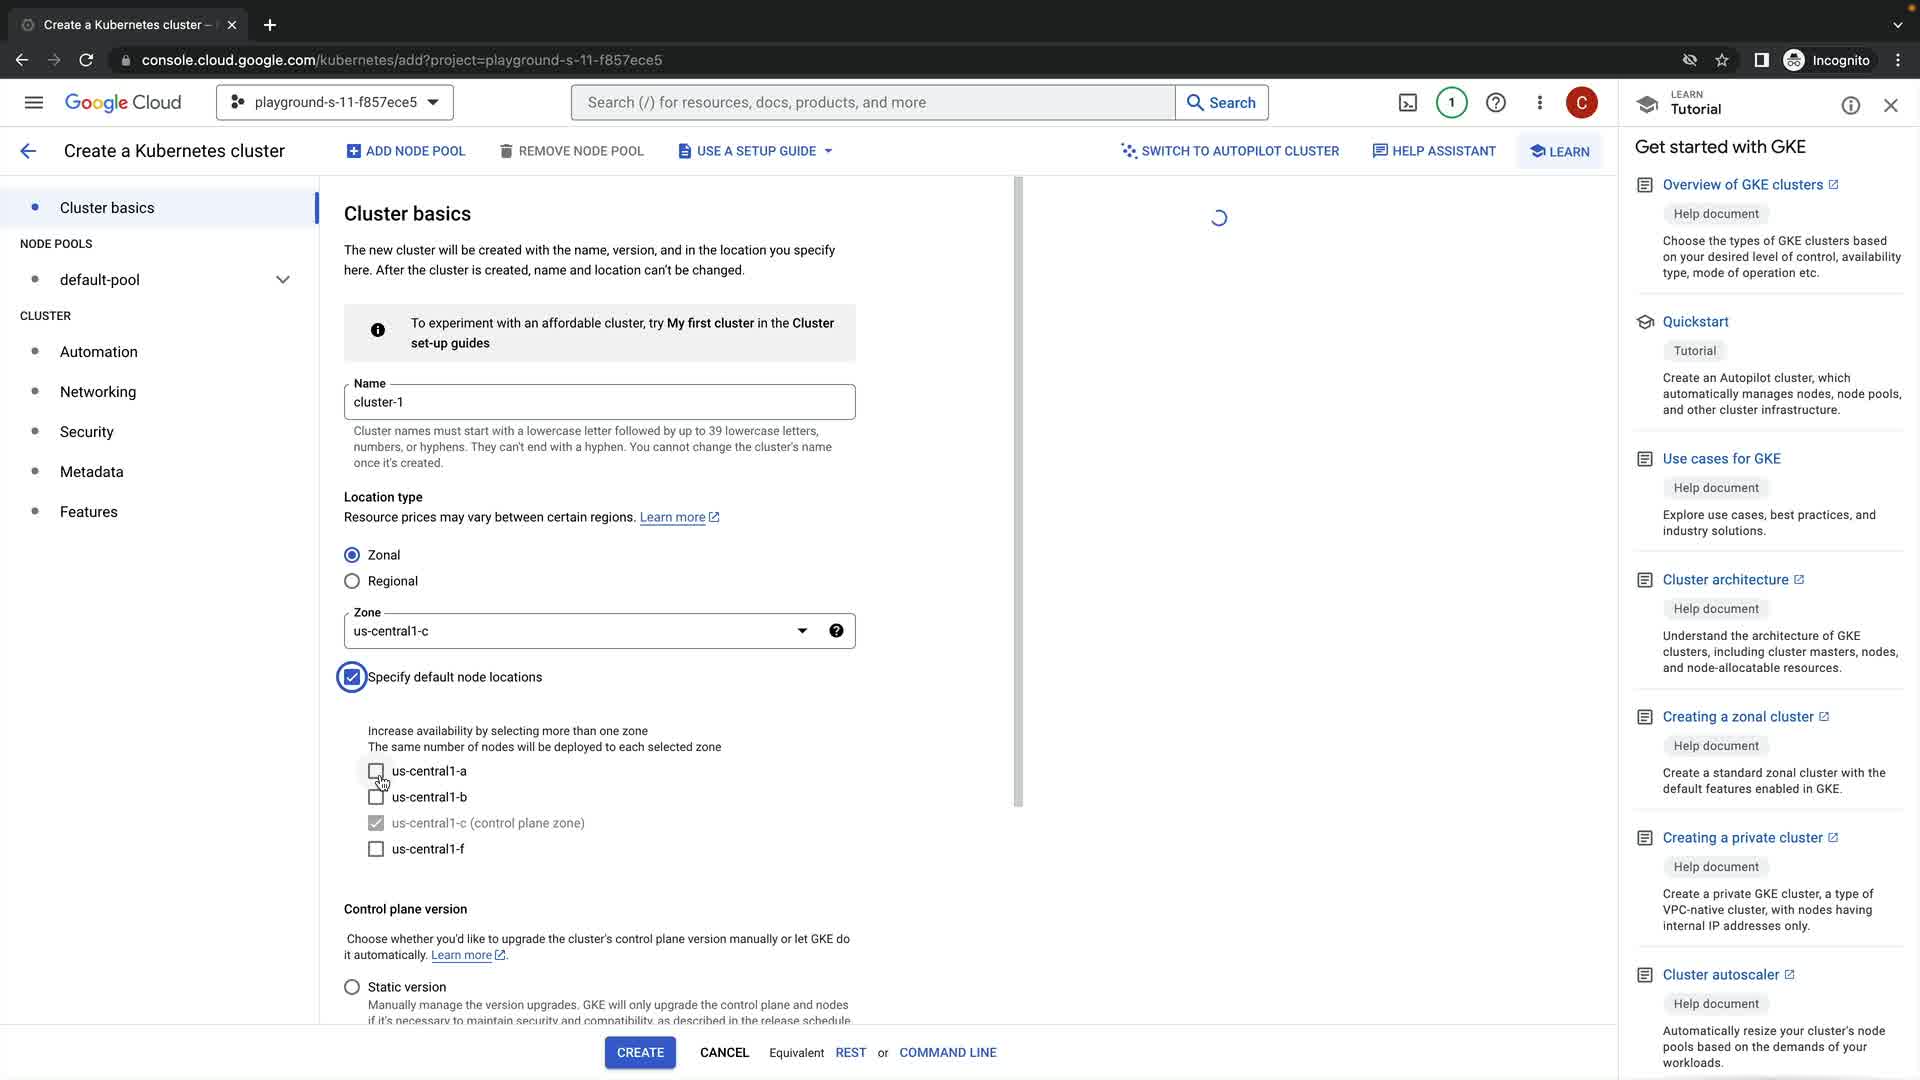 Create a Kubernetes cluster –
console.cloud.google.com/kubernetes/add?project=playground-s-11-f857ece5
Incognito
Google Cloud
playground-s-11-f857ece5
Search (/) for resources, docs, products, and more
Search
1
C
LEARN
Tutorial
Create a Kubernetes cluster
ADD NODE POOL
REMOVE NODE POOL
USE A SETUP GUIDE
SWITCH TO AUTOPILOT CLUSTER
HELP ASSISTANT
LEARN
Cluster basics
NODE POOLS
default-pool
CLUSTER
Automation
Networking
Security
Metadata
Features
Cluster basics
The new cluster will be created with the name, version, and in the location you specify
here. After the cluster is created, name and location can't be changed.
To experiment with an affordable cluster, try My first cluster in the Cluster
set-up guides
Name
cluster-1
Cluster names must start with a lowercase letter followed by up to 39 lowercase letters,
numbers, or hyphens. They can't end with a hyphen. You cannot change the cluster's name
once it's created.
Location type
Resource prices may vary between certain regions. Learn more
Zonal
Regional
Zone
us-central1-c
Specify default node locations
Increase availability by selecting more than one zone
The same number of nodes will be deployed to each selected zone
us-central1-a
us-central1-b
us-central1-c (control plane zone)
us-central1-f
Control plane version
Choose whether you'd like to upgrade the cluster's control plane version manually or let GKE do
it automatically. Learn more.
Static version
Manually manage the version upgrades. GKE will only upgrade the control plane and nodes
if it's necessary to maintain security and compatibility, as described in the release schedule.
CREATE
CANCEL
Equivalent REST or COMMAND LINE
Get started with GKE
Overview of GKE clusters
Help document
Choose the types of GKE clusters based
on your desired level of control, availability
type, mode of operation etc.
Quickstart
Tutorial
Create an Autopilot cluster, which
automatically manages nodes, node pools,
and other cluster infrastructure.
Use cases for GKE
Help document
Explore use cases, best practices, and
industry solutions.
Cluster architecture
Help document
Understand the architecture of GKE
clusters, including cluster masters, nodes,
and node-allocatable resources.
Creating a zonal cluster
Help document
Create a standard zonal cluster with the
default features enabled in GKE.
Creating a private cluster
Help document
Create a private GKE cluster, a type of
VPC-native cluster, with nodes having
internal IP addresses only.
Cluster autoscaler
Help document
Automatically resize your cluster's node
pools based on the demands of your
workloads.